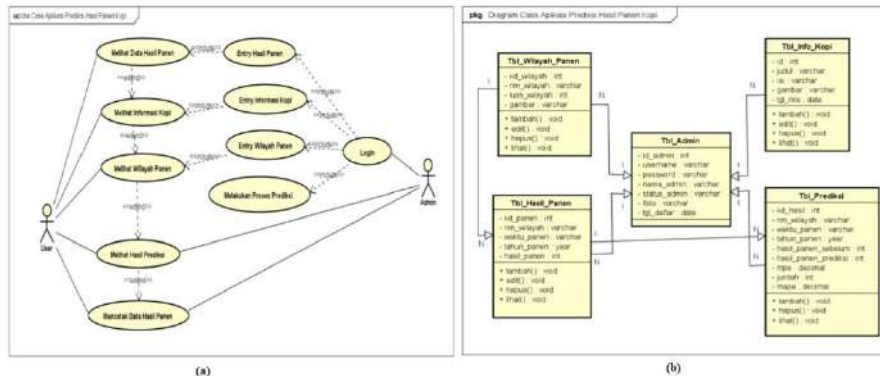 Use Case Aplikasi Prediksi Hasil Panen Kopi
Melihat Data Hasil Panen
Entry Hasil Panen
Melihat Informasi Kopi
Entry Informasi Kopi
Melihat Wilayah Panen
Entry Wilayah Panen
Login
Melakukan Proses Prediksi
User
Admin
Melihat Hasil Prediksi
Mencetak Data Hasil Panen
(a)
pkg Diagram Class Aplikasi Prediksi Hasil Panen Kopi
Tbl_Wilayah_Panen
- kd_wilayah : int
- nm_wilayah : varchar
- luas_wilayah : int
- gambar : varchar
+ tambah() : void
+ edit() : void
+ hapus() : void
+ lihat() : void
Tbl_Info_Kopi
- id : int
- judul : varchar
- isi : varchar
- gambar : varchar
- tgl_rilis : date
+ tambah() : void
+ edit() : void
+ hapus() : void
+ lihat() : void
Tbl_Admin
- id_admin : int
- username : varchar
- password : varchar
- nama_admin : varchar
- status_admin : varchar
- foto : varchar
- tgl_daftar : date
Tbl_Hasil_Panen
- kd_panen : int
- nm_wilayah : varchar
- waktu_panen : varchar
- tahun_panen : year
- hasil_panen : int
+ tambah() : void
+ edit() : void
+ hapus() : void
+ lihat() : void
Tbl_Prediksi
- kd_hasil : int
- nm_wilayah : varchar
- waktu_panen : varchar
- tahun_panen : year
- hasil_panen_sebelum : int
- hasil_panen_prediksi : int
- mpe : decimal
- jumlah : int
- mape : decimal
+ tambah() : void
+ hapus() : void
+ lihat() : void
(b)